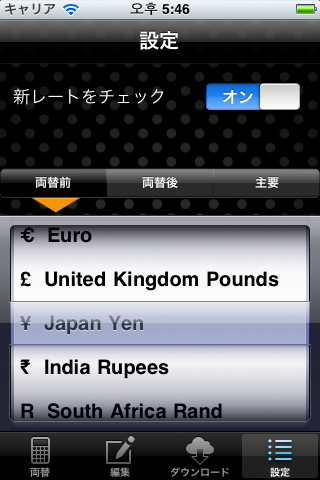 キャリア 오후 5:46
設定
新レートをチェック オン
両替前 両替後 主要
€ Euro
£ United Kingdom Pounds
¥ Japan Yen
₹ India Rupees
R South Africa Rand
両替 編集 ダウンロード 設定